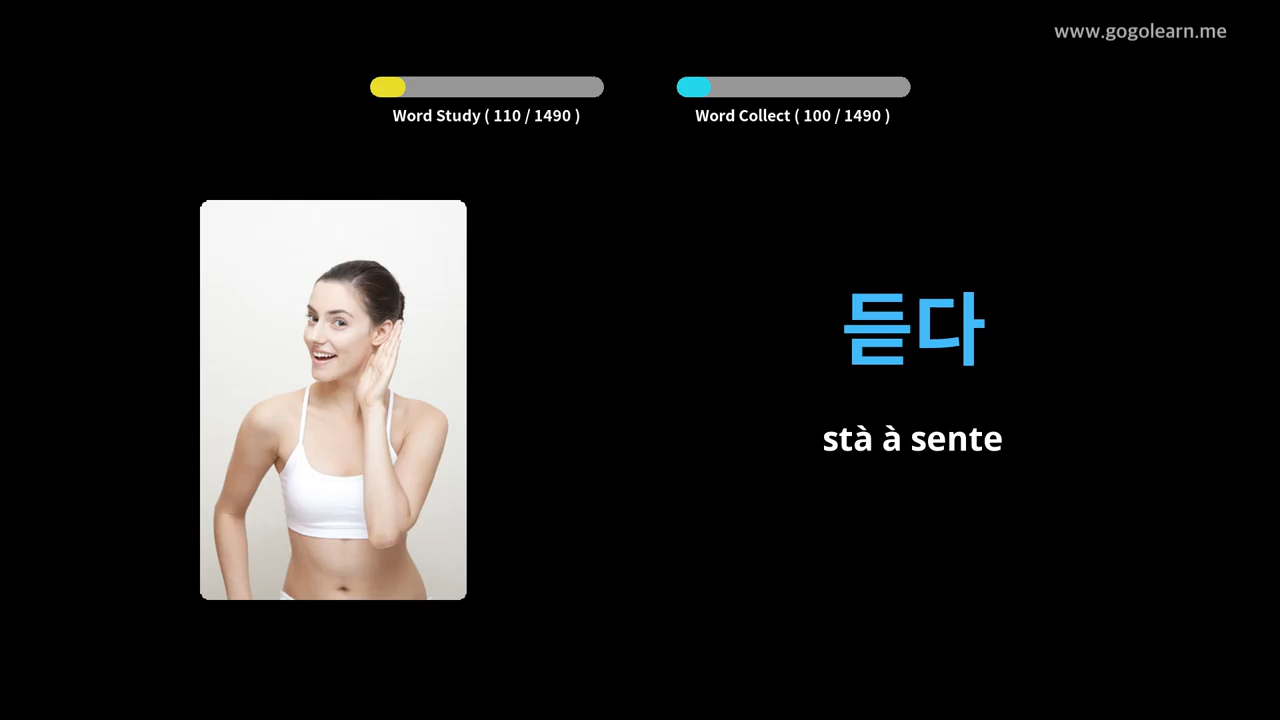 www.gogolearn.me
Word Study ( 110 / 1490 )
Word Collect ( 100 / 1490 )
듣다
stà à sente